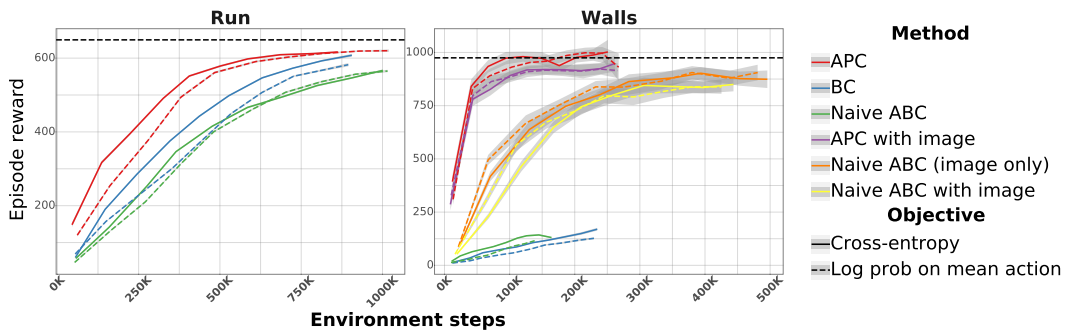 Run
Walls
Episode reward
600
400
200
0K
250K
500K
750K
1000K
1000
750
500
250
0
0K
100K
200K
300K
400K
500K
Environment steps
Method
APC
BC
Naive ABC
APC with image
Naive ABC (image only)
Naive ABC with image
Objective
Cross-entropy
Log prob on mean action